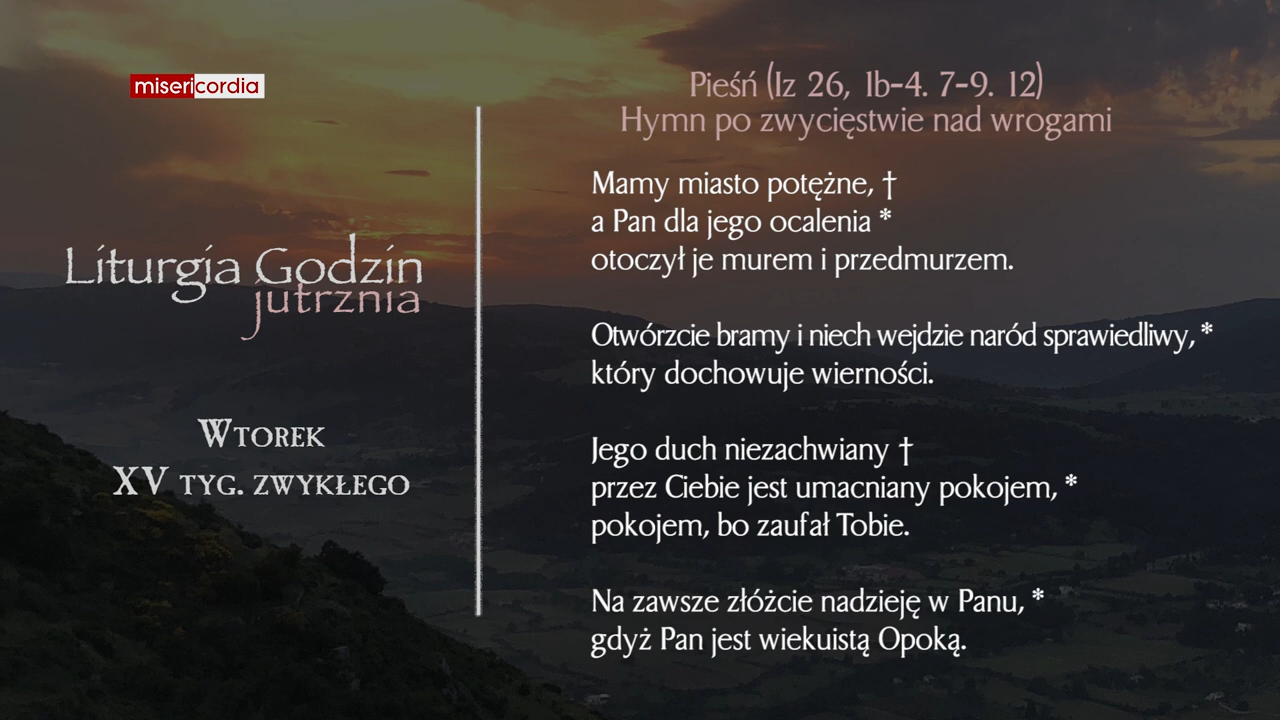 misericordia
Liturgia Godzin
jutrznia
Wtorek
XV tyg. zwykłego
Pieśń (Iz 26, 1b-4. 7-9. 12)
Hymn po zwycięstwie nad wrogami
Mamy miasto potężne, †
a Pan dla jego ocalenia *
otoczył je murem i przedmurzem.
Otwórzcie bramy i niech wejdzie naród sprawiedliwy, *
który dochowuje wierności.
Jego duch niezachwiany †
przez Ciebie jest umacniany pokojem, *
pokojem, bo zaufał Tobie.
Na zawsze złóżcie nadzieję w Panu, *
gdyż Pan jest wiekuistą Opoką.